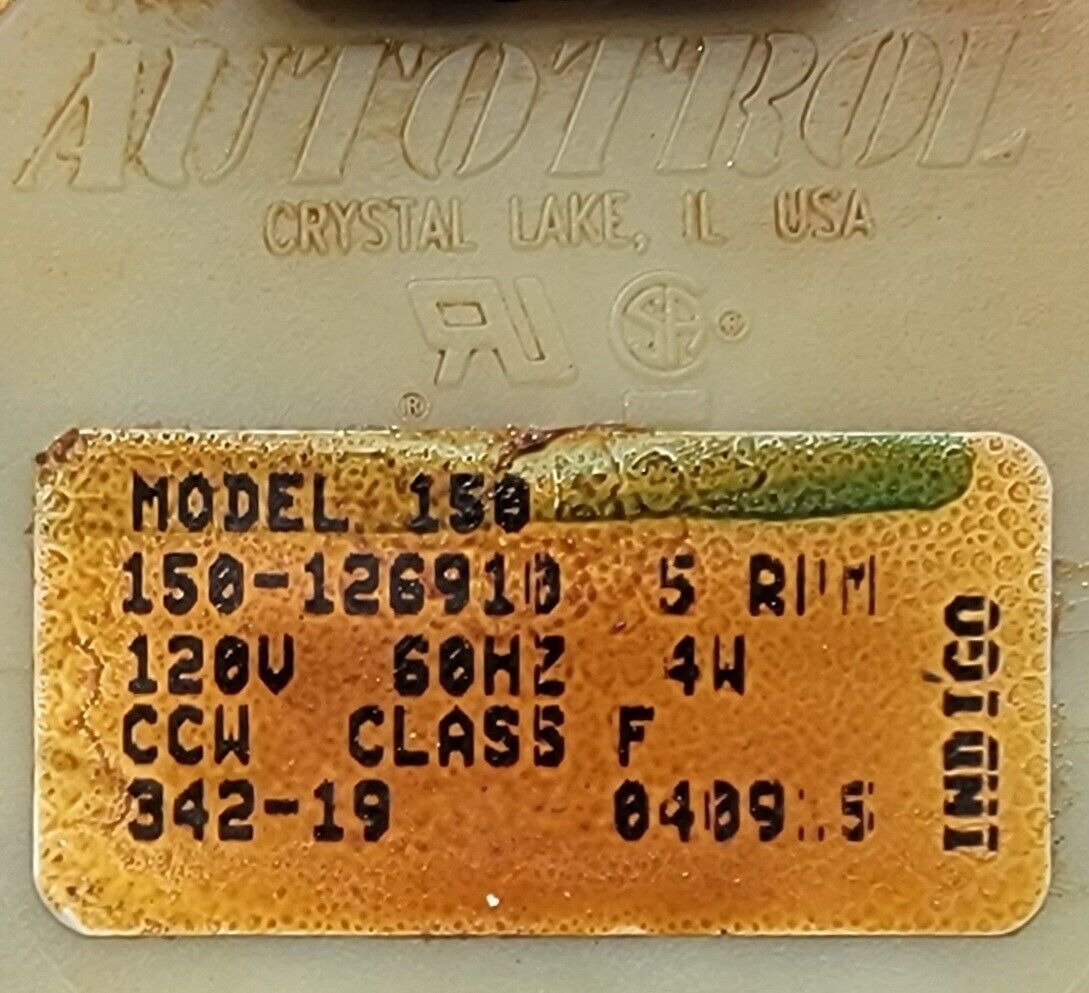 AUTOTROL
CRYSTAL LAKE, IL USA
MODEL 150
150-126910 5 RPM
120V 60HZ 4W
CCW CLASS F
342-19
INDIGO